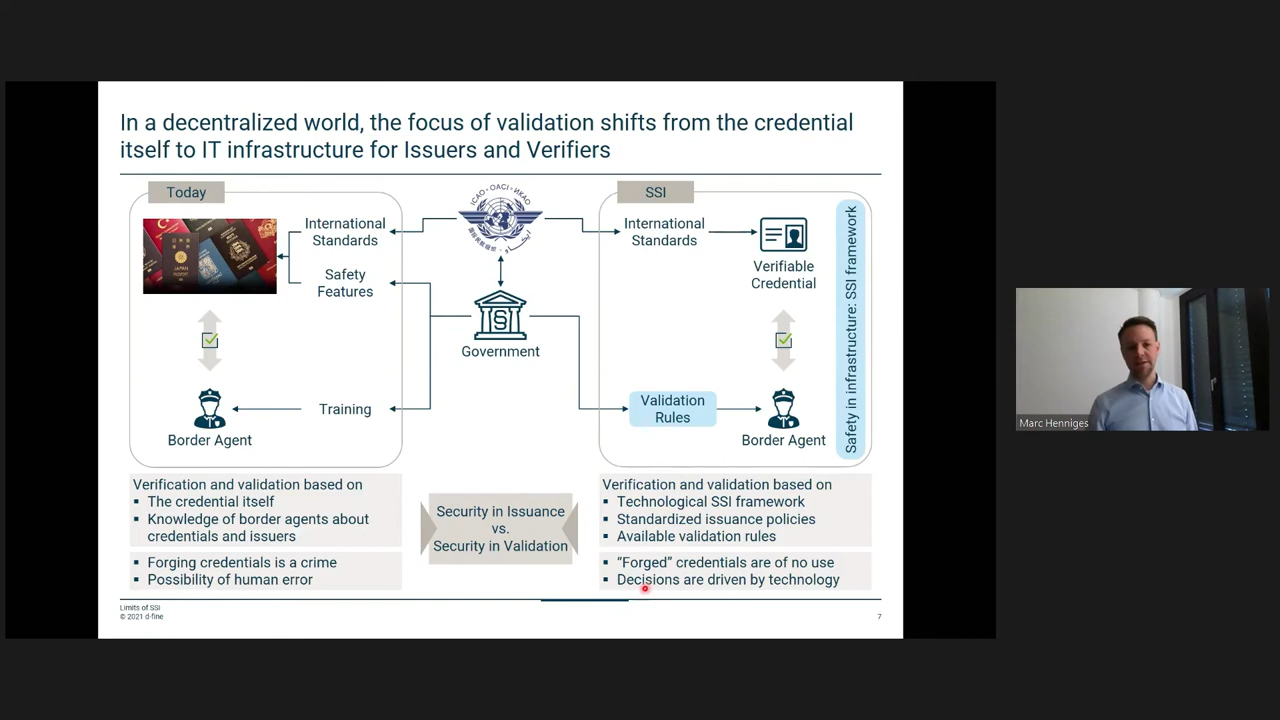 In a decentralized world, the focus of validation shifts from the credential
itself to IT infrastructure for Issuers and Verifiers
Today
International
Standards
Safety
Features
Training
Border Agent
JAPAN
ICAO · OACI · ИКАО
Government
SSI
International
Standards
Verifiable
Credential
Validation
Rules
Border Agent
Safety in infrastructure: SSI framework
Verification and validation based on
▪ The credential itself
▪ Knowledge of border agents about
credentials and issuers
▪ Forging credentials is a crime
▪ Possibility of human error
Security in Issuance
vs.
Security in Validation
Verification and validation based on
▪ Technological SSI framework
▪ Standardized issuance policies
▪ Available validation rules
▪ “Forged” credentials are of no use
▪ Decisions are driven by technology
Limits of SSI
© 2021 d-fine
7
Marc Henniges